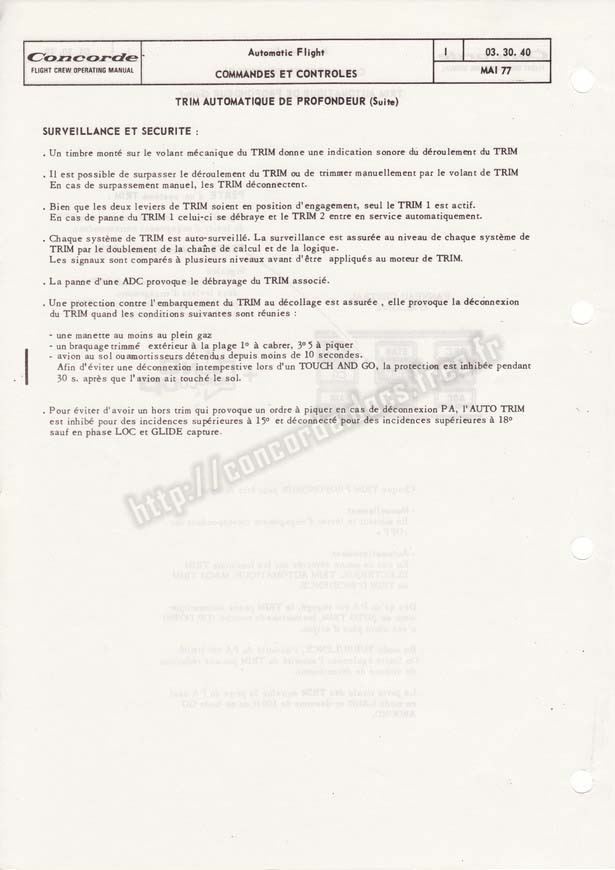 Concorde
FLIGHT CREW OPERATING MANUAL
Automatic Flight
COMMANDES ET CONTROLES
1
03. 30. 40
MAI 77
TRIM AUTOMATIQUE DE PROFONDEUR (Suite)
SURVEILLANCE ET SECURITE :
. Un timbre monté sur le volant mécanique du TRIM donne une indication sonore du déroulement du TRIM
. Il est possible de surpasser le déroulement du TRIM ou de trimmer manuellement par le volant de TRIM
En cas de surpassement manuel, les TRIM déconnectent.
. Bien que les deux leviers de TRIM soient en position d'engagement, seul le TRIM 1 est actif.
En cas de panne du TRIM 1 celui-ci se débraye et le TRIM 2 entre en service automatiquement.
. Chaque système de TRIM est auto-surveillé. La surveillance est assurée au niveau de chaque système de
TRIM par le doublement de la chaîne de calcul et de la logique.
Les signaux sont comparés à plusieurs niveaux avant d'être appliqués au moteur de TRIM.
. La panne d'une ADC provoque le débrayage du TRIM associé.
. Une protection contre l'embarquement du TRIM au décollage est assurée , elle provoque la déconnexion
du TRIM quand les conditions suivantes sont réunies :
- une manette au moins au plein gaz
- un braquage trimmé extérieur à la plage 1° à cabrer, 3°5 à piquer
- avion au sol ou amortisseurs détendus depuis moins de 10 secondes.
Afin d'éviter une déconnexion intempestive lors d'un TOUCH AND GO, la protection est inhibée pendant
30 s. après que l'avion ait touché le sol.
. Pour éviter d'avoir un hors trim qui provoque un ordre à piquer en cas de déconnexion PA, l'AUTO TRIM
est inhibé pour des incidences supérieures à 15° et déconnecté pour des incidences supérieures à 18°
sauf en phase LOC et GLIDE capture.
http://concordescopia.free.fr